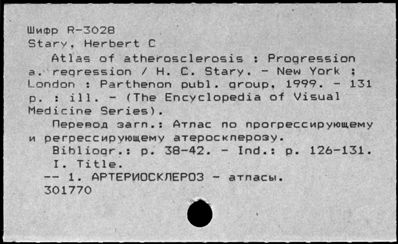 Шифр R-3028
Stary, Herbert C
Atlas of atherosclerosis : Progression
a. regression / H. C. Stary. - New York ;
London : Parthenon publ. group, 1999. - 131
p. : ill. - (The Encyclopedia of Visual
Medicine Series).
Перевод загл.: Атлас по прогрессирующему
и регрессирующему атеросклерозу.
Bibliogr.: p. 38-42. - Ind.: p. 126-131.
I. Title.
-- 1. АРТЕРИОСКЛЕРОЗ - атласы.
301770